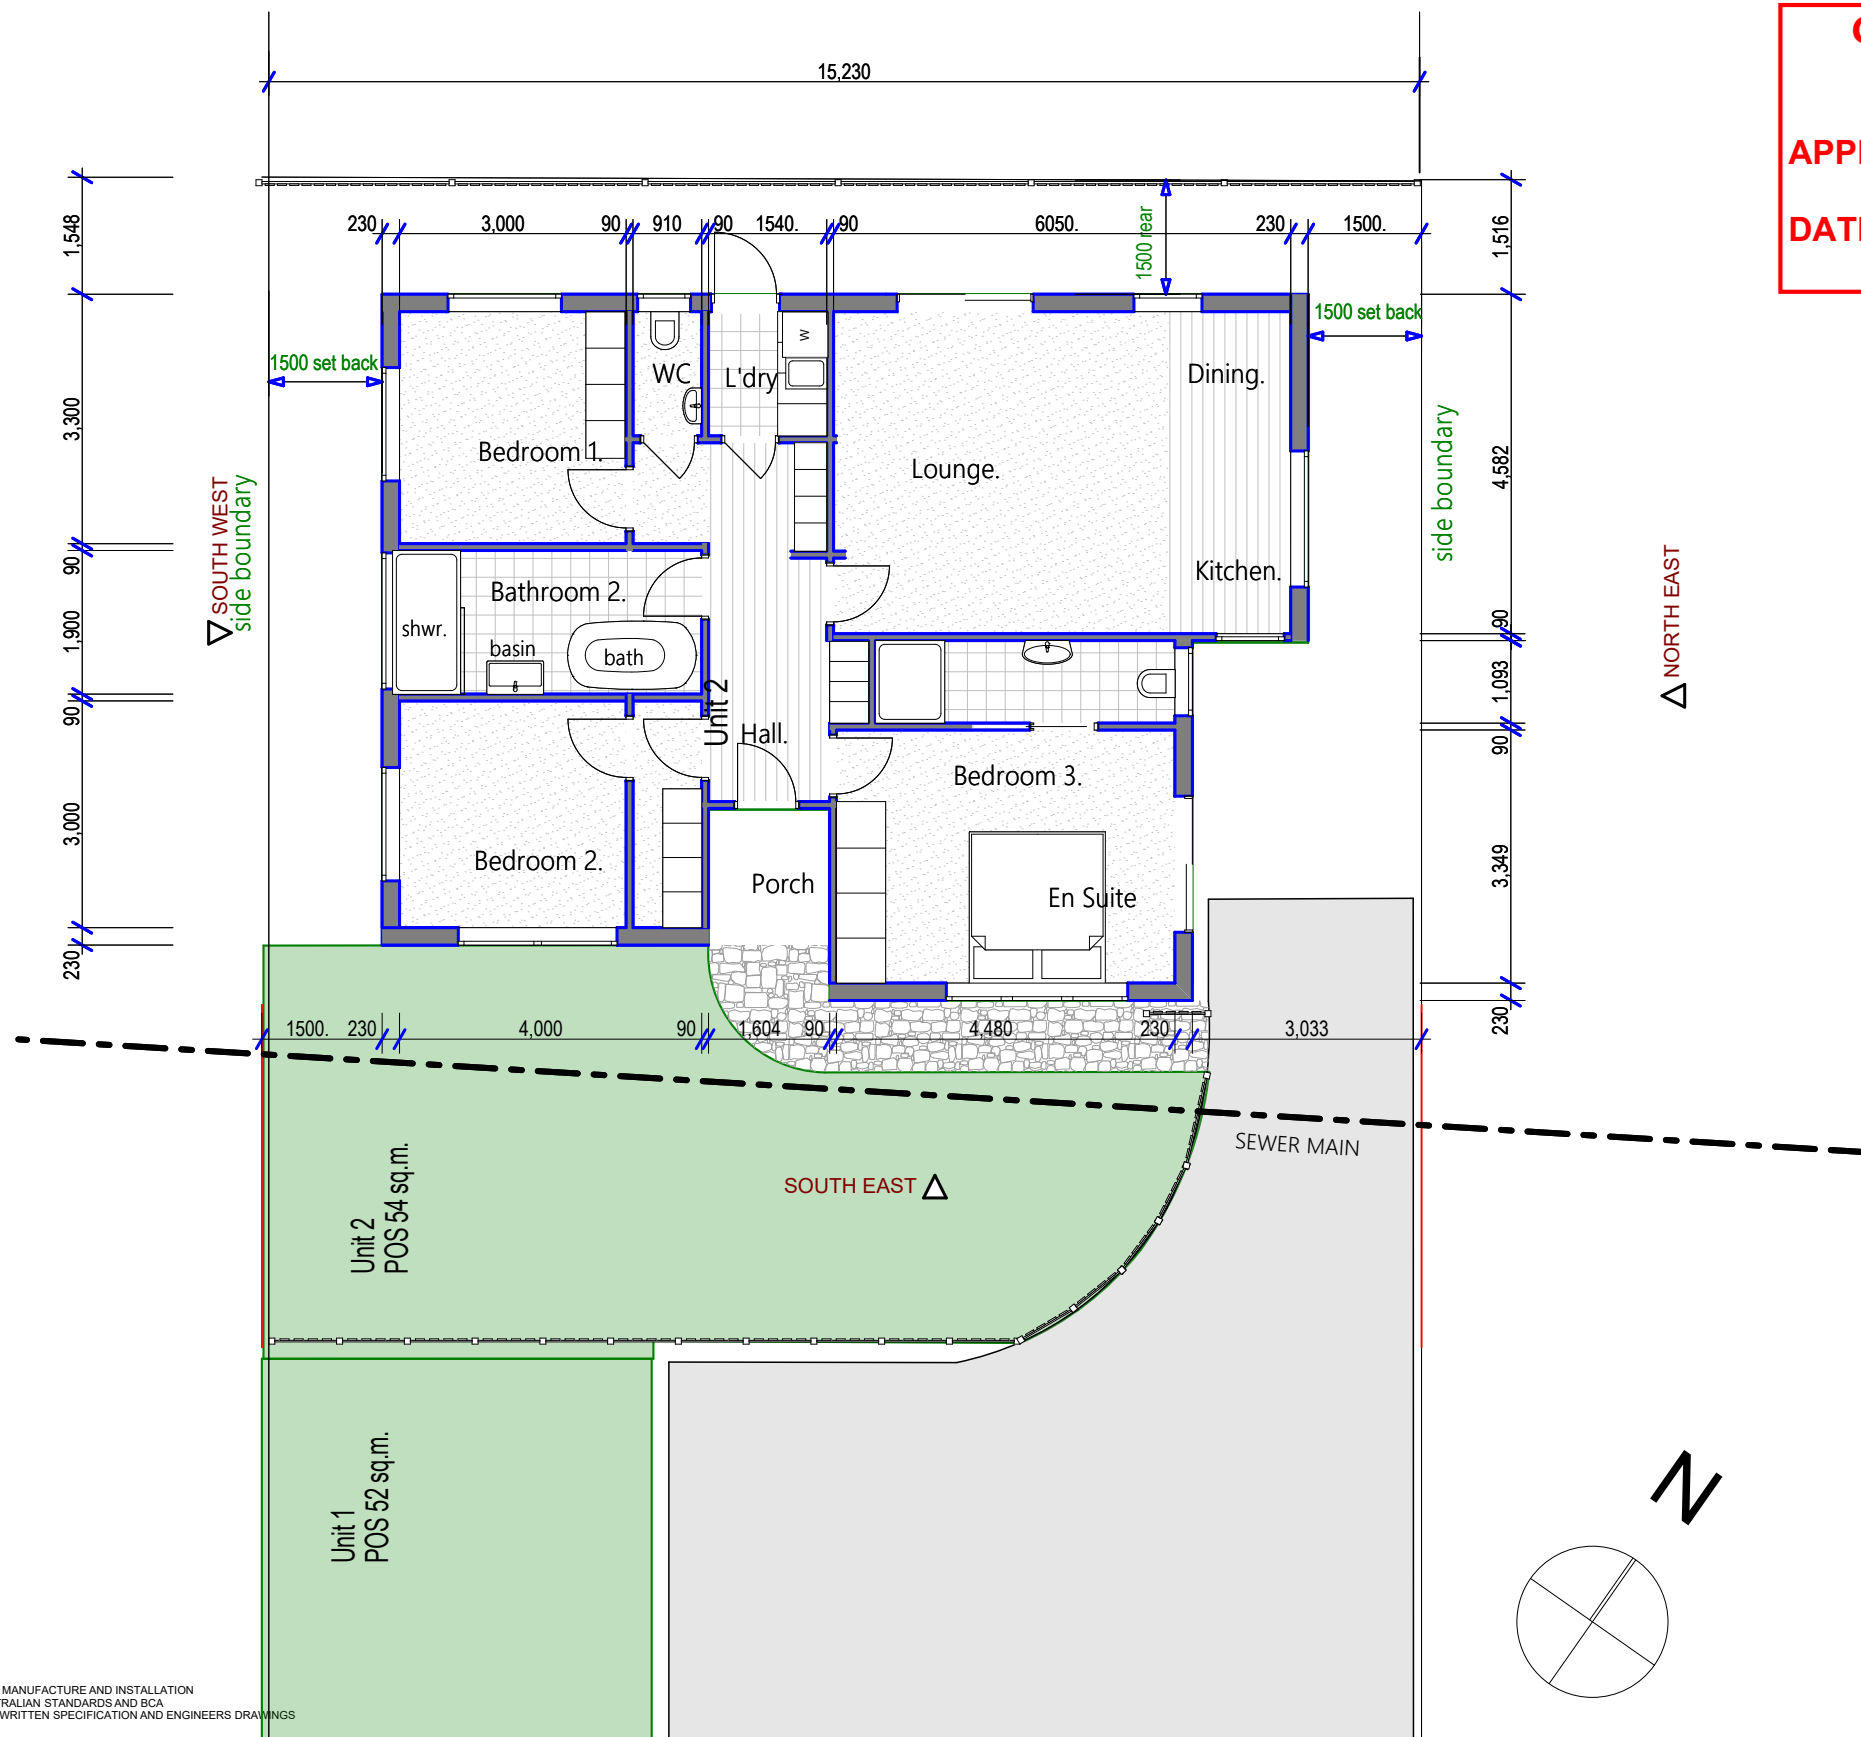 15,230
APP
DAT
230
3,000
90
910
90
1540.
90
6050.
230
1500.
1500 rear
1,548
1,516
1500 set back
1500 set back
WC
L'dry
W
Dining.
3,300
Bedroom 1.
Lounge.
4,582
side boundary
SOUTH WEST
side boundary
NORTH EAST
90
Kitchen.
Bathroom 2.
1,900
shwr.
basin
bath
90
1,093
90
Unit 2
Hall.
90
Bedroom 3.
3,000
Bedroom 2.
Porch
En Suite
3,349
230
230
1500.
230
4,000
90
1,604
90
4,480
230
3,033
SEWER MAIN
SOUTH EAST
Unit 2
POS 54 sq.m.
Unit 1
POS 52 sq.m.
N
MANUFACTURE AND INSTALLATION
TRALIAN STANDARDS AND BCA
WRITTEN SPECIFICATION AND ENGINEERS DRAWINGS